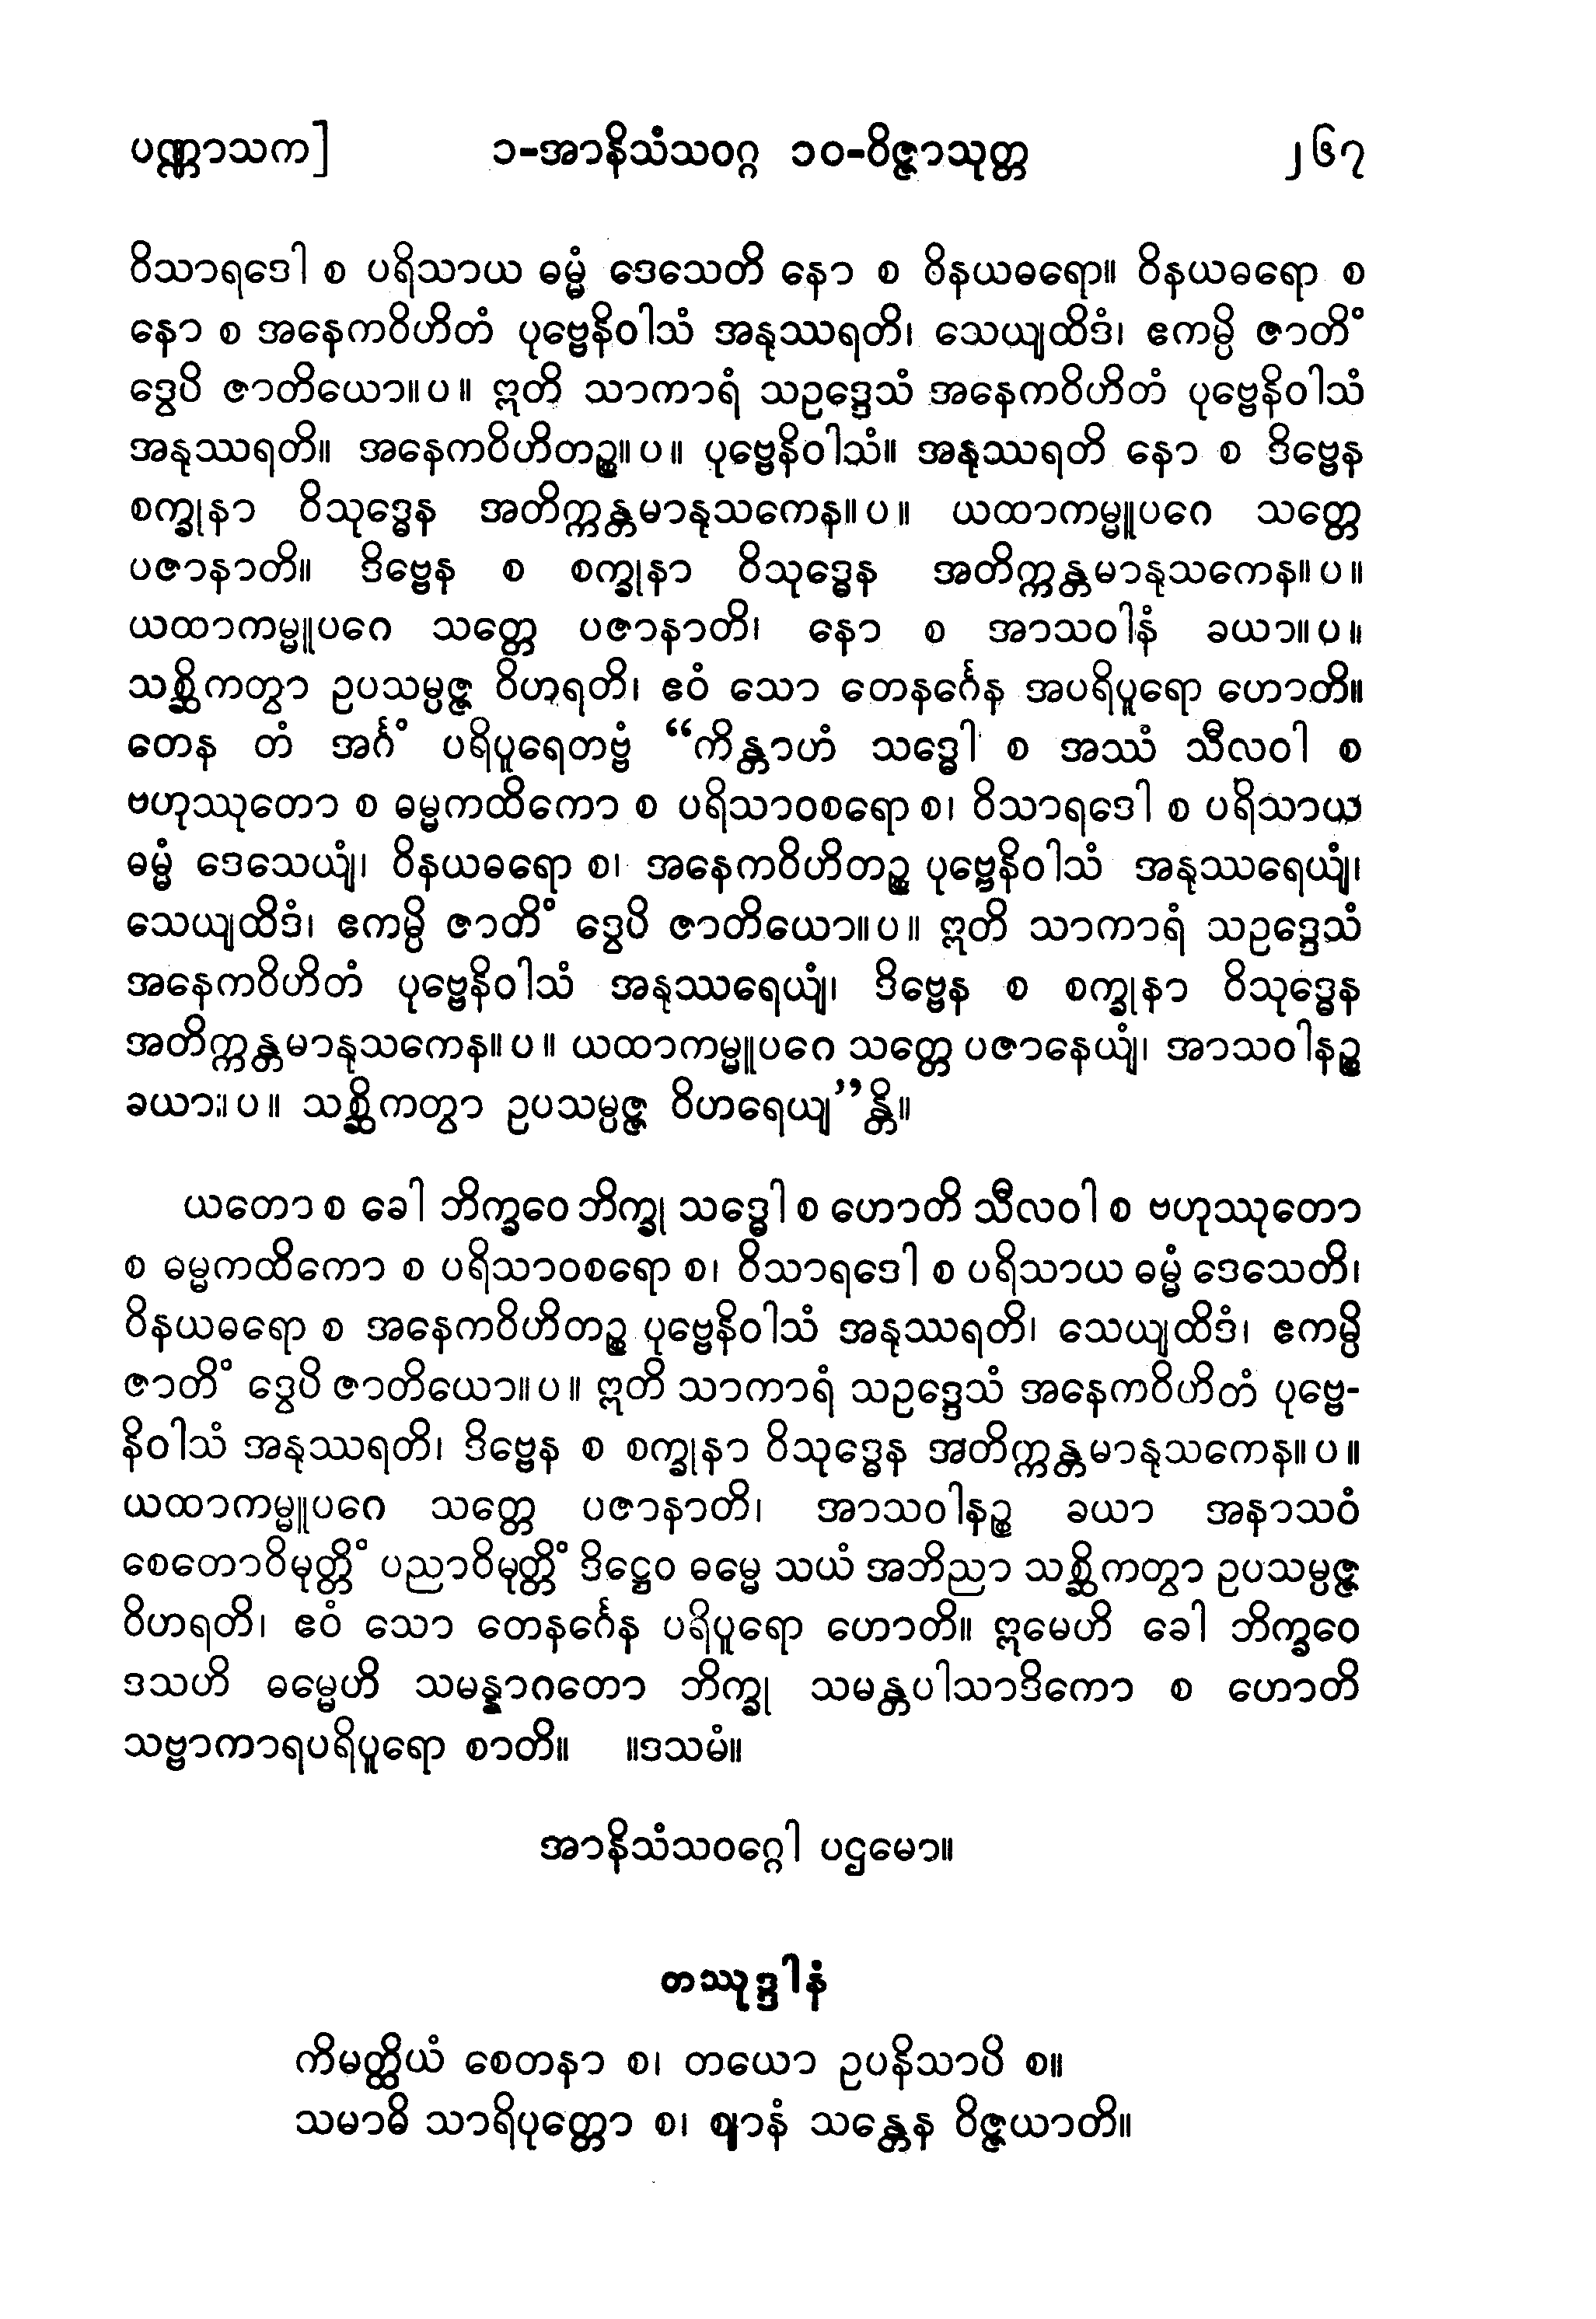 ပဏ္ဏာသက]	၁-အာနိသံသဝဂ္ဂ ၁၀-ဝိဇ္ဇာသုတ္တ	၂၆၇
ဝိသာရဒေါ စ ပရိသာယ ဓမ္မံ ဒေသေတိ နော စ ဝိနယဓရော။ ဝိနယဓရော စ
နော စ အနေကဝိဟိတံ ပုဗ္ဗေနိဝါသံ အနုဿရတိ၊ သေယျထိဒံ၊ ဧကမ္ပိ ဇာတိံ
ဒွေပိ ဇာတိယော။ပ။ ဣတိ သာကာရံ သဥဒ္ဒေသံ အနေကဝိဟိတံ ပုဗ္ဗေနိဝါသံ
အနုဿရတိ။ အနေကဝိဟိတဉ္စ။ပ။ ပုဗ္ဗေနိဝါသံ။ အနုဿရတိ နော စ ဒိဗ္ဗေန
စက္ခုနာ ဝိသုဒ္ဓေန အတိက္ကန္တမာနုသကေန။ပ။ ယထာကမ္မူပဂေ သတ္တေ
ပဇာနာတိ။ ဒိဗ္ဗေန စ စက္ခုနာ ဝိသုဒ္ဓေန အတိက္ကန္တမာနုသကေန။ပ။
ယထာကမ္မူပဂေ သတ္တေ ပဇာနာတိ၊ နော စ အာသဝါနံ ခယာ။ပ။
သစ္ဆိကတွာ ဥပသမ္ပဇ္ဇ ဝိဟရတိ၊ ဧဝံ သော တေနင်္ဂေန အပရိပူရော ဟောတိ။
တေန တံ အင်္ဂံ ပရိပူရေတဗ္ဗံ “ကိန္တာဟံ သဒ္ဓေါ စ အဿံ သီလဝါ စ
ဗဟုဿုတော စ ဓမ္မကထိကော စ ပရိသာဝစရော စ၊ ဝိသာရဒေါ စ ပရိသာယ
ဓမ္မံ ဒေသေယျံ၊ ဝိနယဓရော စ၊ အနေကဝိဟိတဉ္စ ပုဗ္ဗေနိဝါသံ အနုဿရေယျံ၊
သေယျထိဒံ၊ ဧကမ္ပိ ဇာတိံ ဒွေပိ ဇာတိယော။ပ။ ဣတိ သာကာရံ သဥဒ္ဒေသံ
အနေကဝိဟိတံ ပုဗ္ဗေနိဝါသံ အနုဿရေယျံ၊ ဒိဗ္ဗေန စ စက္ခုနာ ဝိသုဒ္ဓေန
အတိက္ကန္တမာနုသကေန။ပ။ ယထာကမ္မူပဂေ သတ္တေ ပဇာနေယျံ၊ အာသဝါနဉ္စ
ခယာ။ပ။ သစ္ဆိကတွာ ဥပသမ္ပဇ္ဇ ဝိဟရေယျ”န္တိ။
ယတော စ ခေါ ဘိက္ခဝေ ဘိက္ခု သဒ္ဓေါ စ ဟောတိ သီလဝါ စ ဗဟုဿုတော
စ ဓမ္မကထိကော စ ပရိသာဝစရော စ၊ ဝိသာရဒေါ စ ပရိသာယ ဓမ္မံ ဒေသေတိ၊
ဝိနယဓရော စ အနေကဝိဟိတဉ္စ ပုဗ္ဗေနိဝါသံ အနုဿရတိ၊ သေယျထိဒံ၊ ဧကမ္ပိ
ဇာတိံ ဒွေပိ ဇာတိယော။ပ။ ဣတိ သာကာရံ သဥဒ္ဒေသံ အနေကဝိဟိတံ ပုဗ္ဗေ-
နိဝါသံ အနုဿရတိ၊ ဒိဗ္ဗေန စ စက္ခုနာ ဝိသုဒ္ဓေန အတိက္ကန္တမာနုသကေန။ပ။
ယထာကမ္မူပဂေ သတ္တေ ပဇာနာတိ၊ အာသဝါနဉ္စ ခယာ အနာသဝံ
စေတောဝိမုတ္တိံ ပညာဝိမုတ္တိံ ဒိဋ္ဌေဝ ဓမ္မေ သယံ အဘိညာ သစ္ဆိကတွာ ဥပသမ္ပဇ္ဇ
ဝိဟရတိ၊ ဧဝံ သော တေနင်္ဂေန ပရိပူရော ဟောတိ။ ဣမေဟိ ခေါ ဘိက္ခဝေ
ဒသဟိ ဓမ္မေဟိ သမန္နာဂတော ဘိက္ခု သမန္တပါသာဒိကော စ ဟောတိ
သဗ္ဗာကာရပရိပူရော စာတိ။ ။ဒသမံ။
အာနိသံသဝဂ္ဂေါ ပဌမော။
တဿုဒ္ဒါနံ
ကိမတ္ထိယံ စေတနာ စ၊ တယော ဥပနိသာပိ စ။
သမာဓိ သာရိပုတ္တော စ၊ ဈာနံ သန္တေန ဝိဇ္ဇယာတိ။